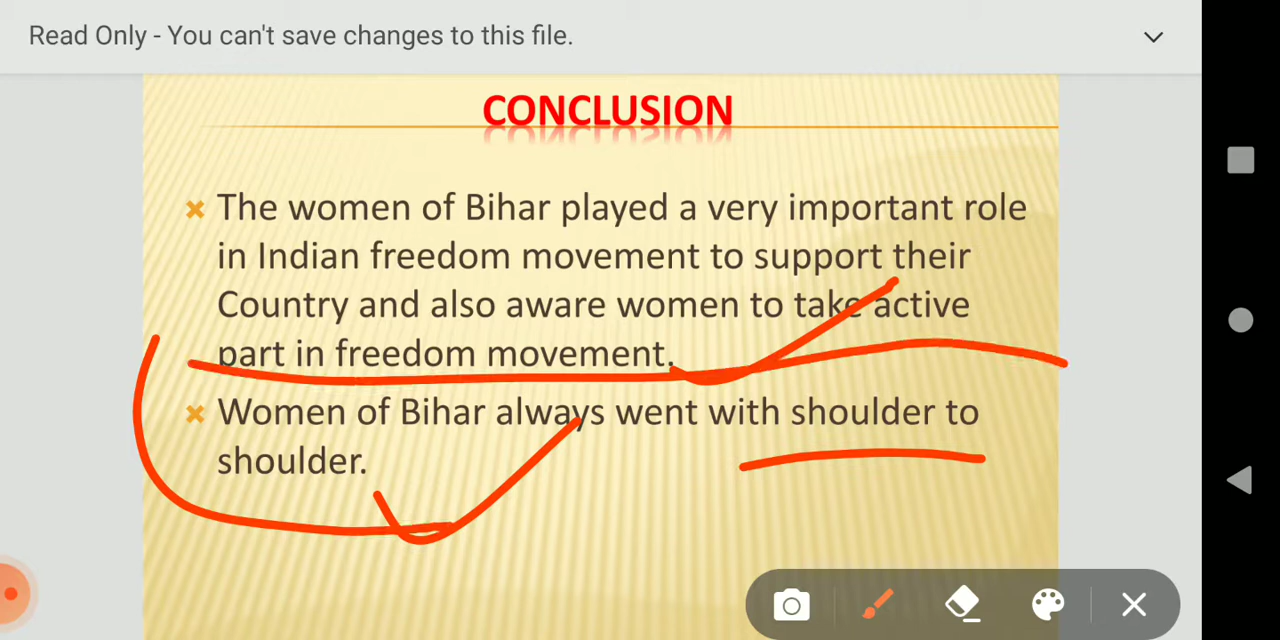 Read Only - You can't save changes to this file.
CONCLUSION
The women of Bihar played a very important role
in Indian freedom movement to support their
Country and also aware women to take active
part in freedom movement.
Women of Bihar always went with shoulder to
shoulder.